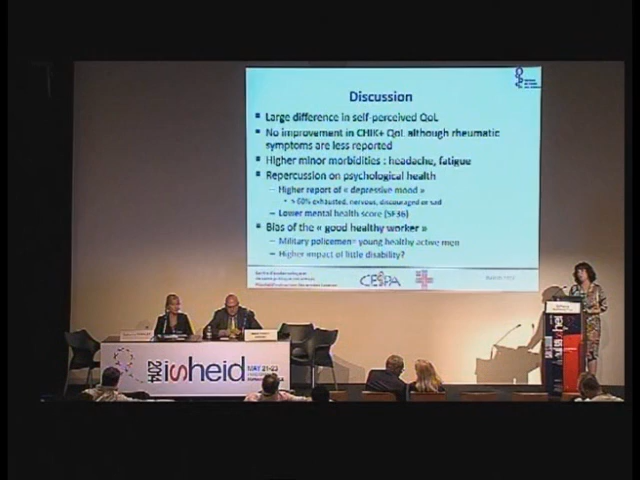 Discussion
Large difference in self-perceived QoL
No improvement in CHIK+ QoL although rheumatic
symptoms are less reported
Higher minor morbidities : headache, fatigue
Repercussion on psychological health
– Higher report of « depressive mood »
• > 60% exhausted, nervous, discouraged or sad
– Lower mental health score (SF36)
Bias of the « good healthy worker »
– Military policemen= young healthy active men
– Higher impact of little disability?
CESPA
2014
isheid
MAY 21-23